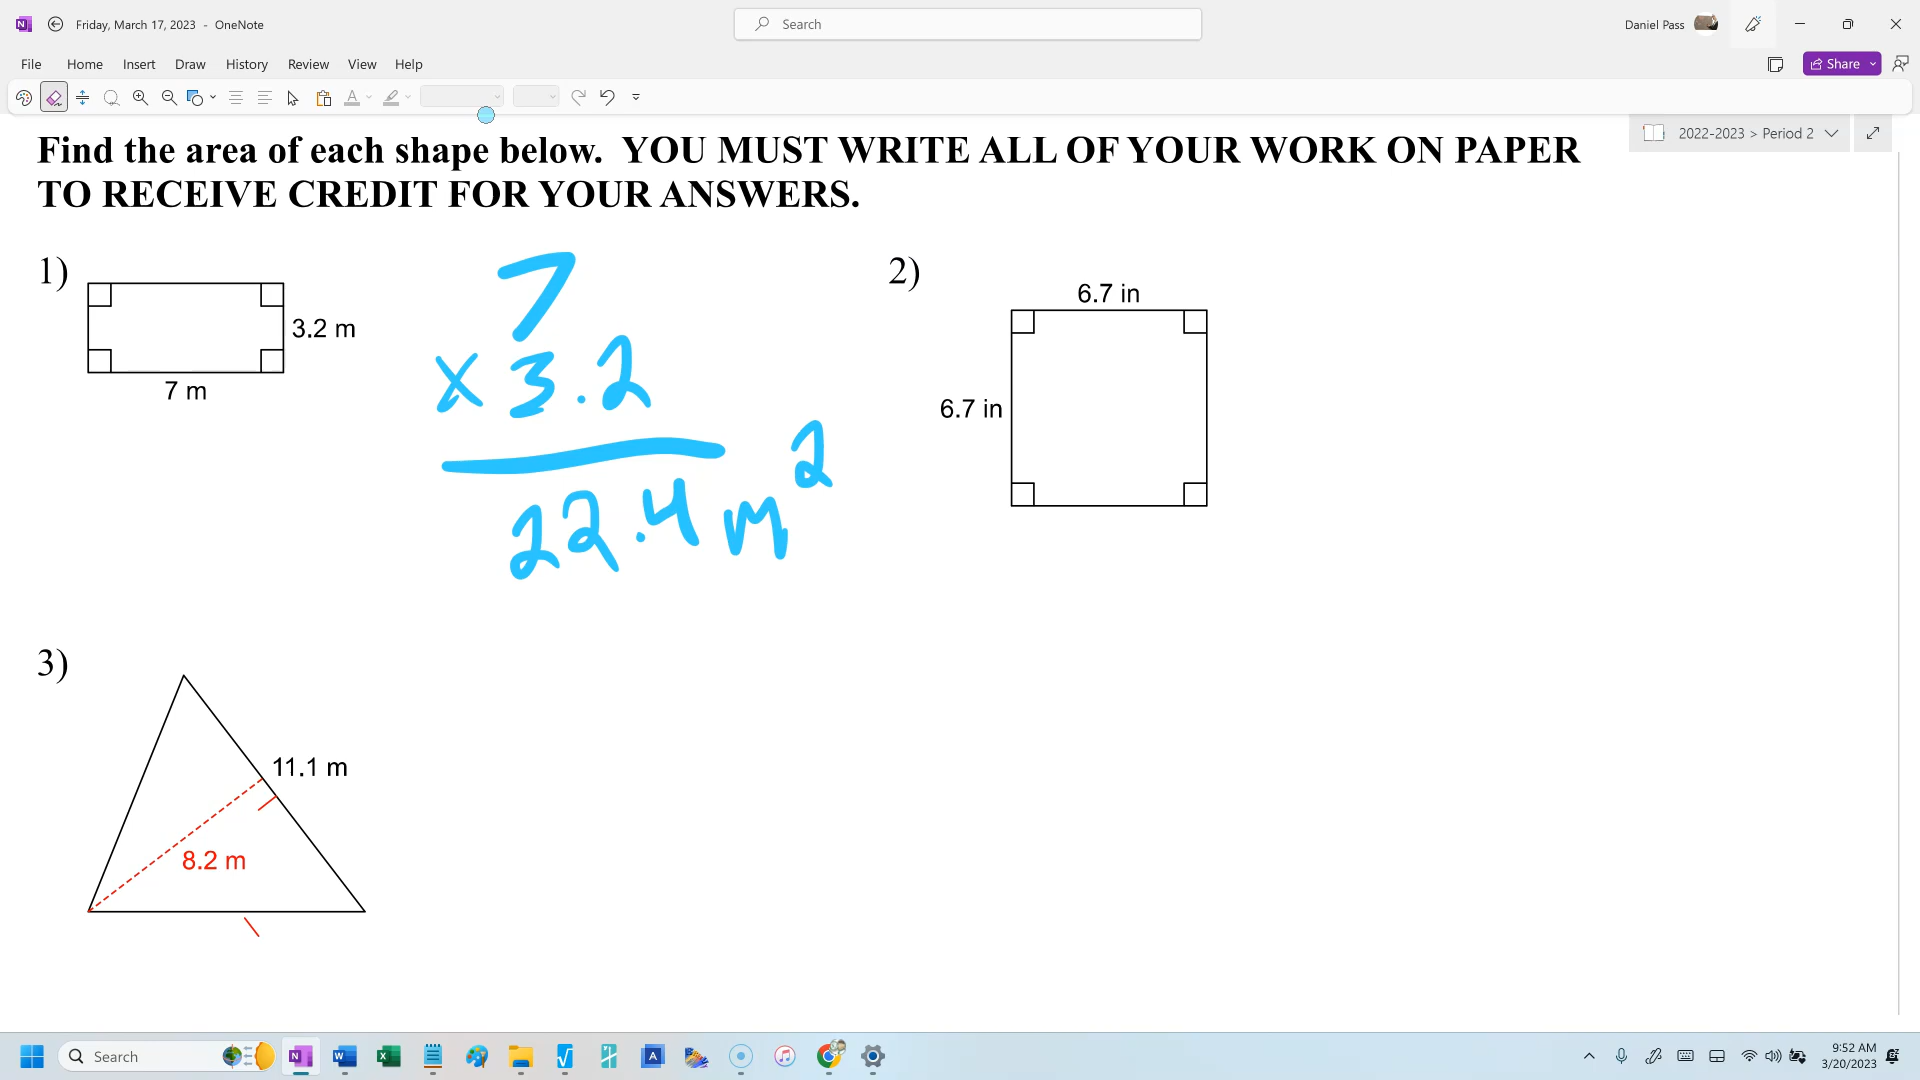 Friday, March 17, 2023 - OneNote
Search
Daniel Pass
File Home Insert Draw History Review View Help
Share
Find the area of each shape below. YOU MUST WRITE ALL OF YOUR WORK ON PAPER
TO RECEIVE CREDIT FOR YOUR ANSWERS.
2022-2023 > Period 2
1)
3.2 m
7 m
7
x 3.2
22.4 m²
2)
6.7 in
6.7 in
3)
11.1 m
8.2 m
Search
9:52 AM
3/20/2023